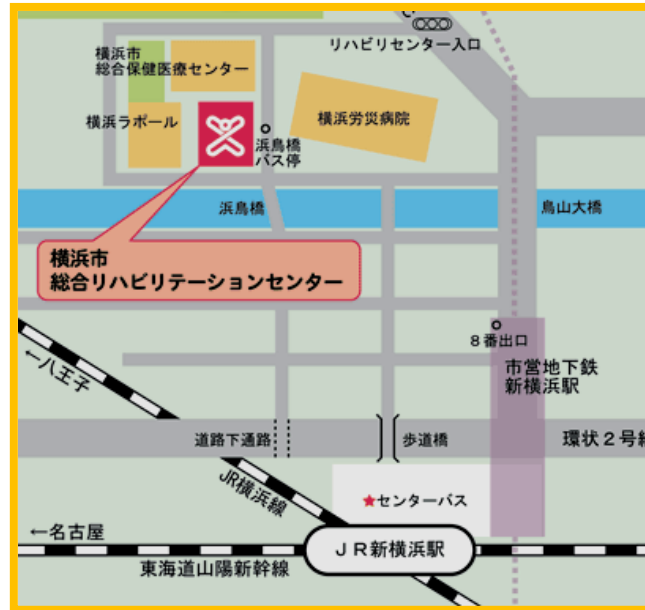 リハビリセンター入口
横浜市
総合保健医療センター
横浜ラポール
横浜労災病院
浜鳥橋
バス停
浜鳥橋
鳥山大橋
横浜市
総合リハビリテーションセンター
8番出口
←八王子
市営地下鉄
新横浜駅
道路下通路
歩道橋
環状2号線
JR横浜線
★センターバス
←名古屋
JR新横浜駅
東海道山陽新幹線